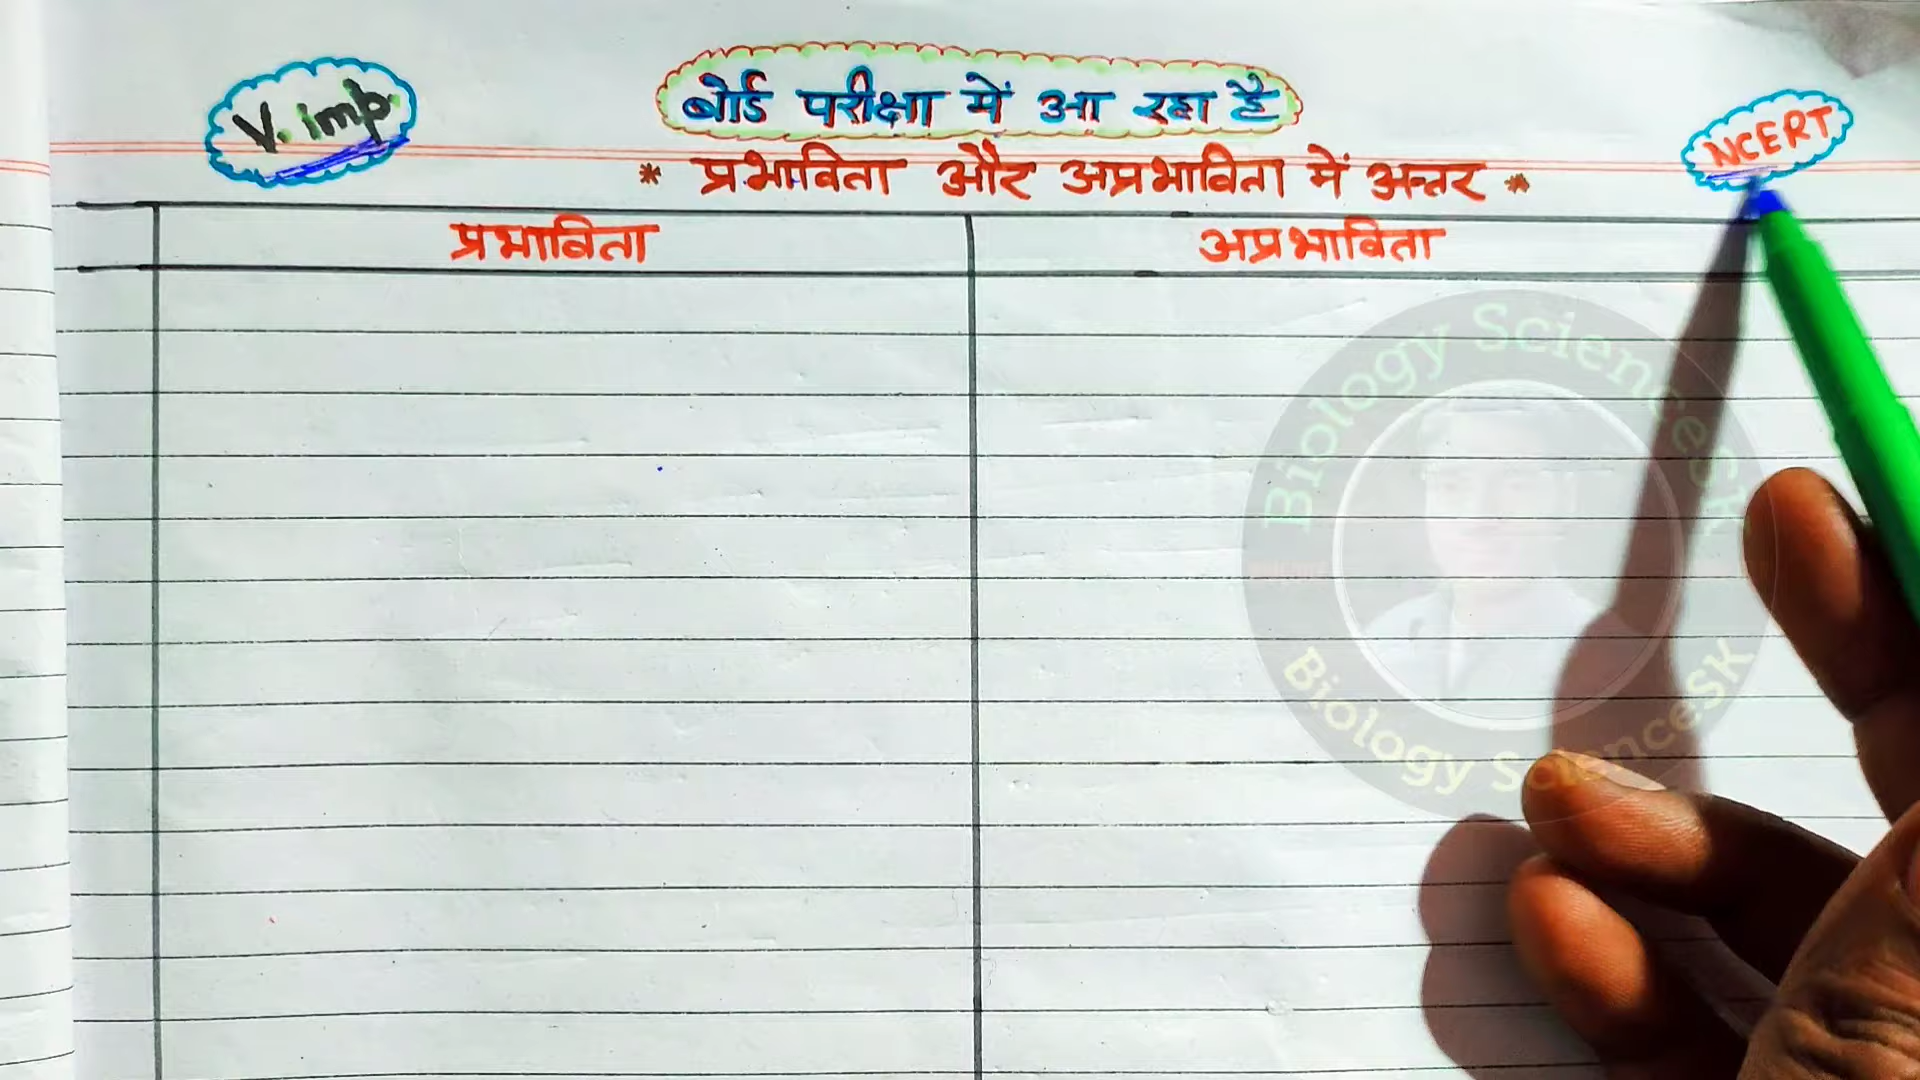 V. imp.
बोर्ड परीक्षा में आ रहा है
NCERT
* प्रभाविता और अप्रभाविता में अन्तर *
प्रभाविता
अप्रभाविता
Biology ScienceSK
Biology ScienceSK